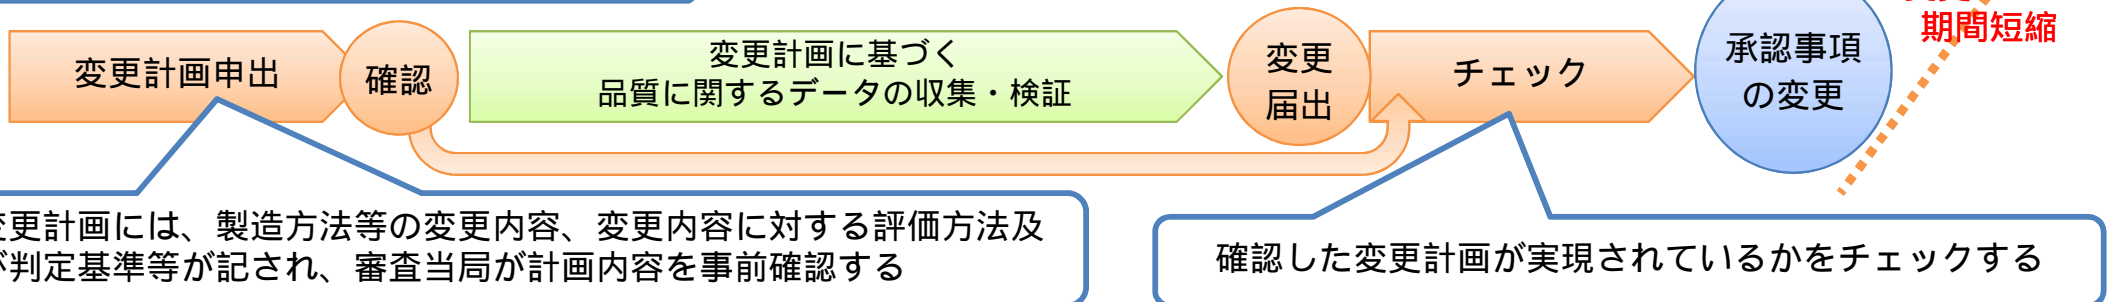 期間短縮
変更計画申出
確認
変更計画に基づく
品質に関するデータの収集・検証
変更
届出
チェック
承認事項
の変更
変更計画には、製造方法等の変更内容、変更内容に対する評価方法及
び判定基準等が記され、審査当局が計画内容を事前確認する
確認した変更計画が実現されているかをチェックする